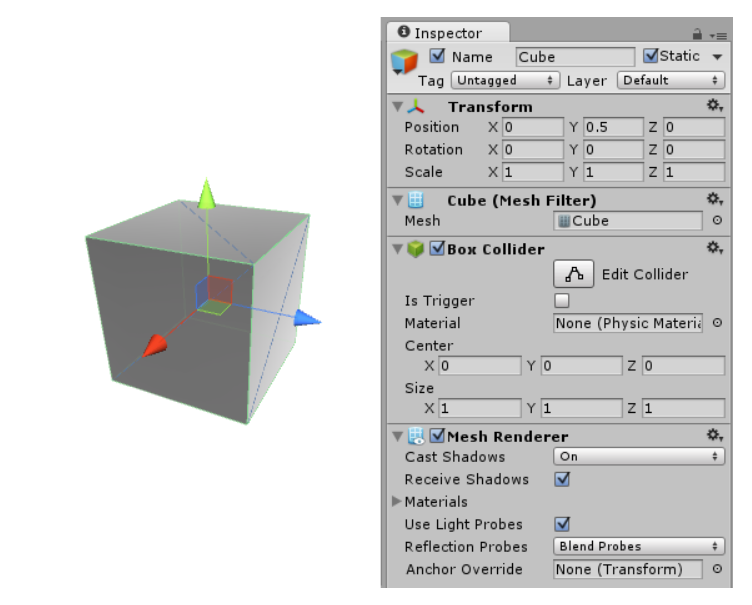 Inspector
Name Cube Static
Tag Untagged Layer Default
Transform
Position X 0 Y 0.5 Z 0
Rotation X 0 Y 0 Z 0
Scale X 1 Y 1 Z 1
Cube (Mesh Filter)
Mesh Cube
Box Collider
Edit Collider
Is Trigger
Material None (Physic Materia
Center
X 0 Y 0 Z 0
Size
X 1 Y 1 Z 1
Mesh Renderer
Cast Shadows On
Receive Shadows
Materials
Use Light Probes
Reflection Probes Blend Probes
Anchor Override None (Transform)